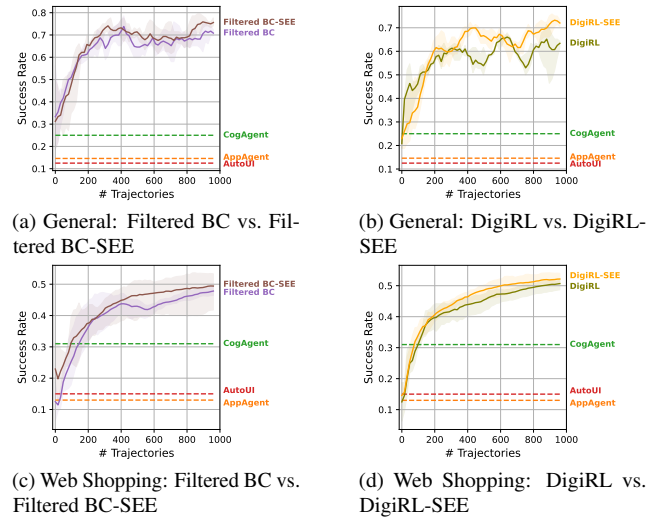 0.8
0.7
0.6
0.5
0.4
0.3
0.2
0.1
Success Rate
0 200 400 600 800 1000
# Trajectories
Filtered BC-SEE
Filtered BC
CogAgent
AppAgent
AutoUI
(a) General: Filtered BC vs. Fil-
tered BC-SEE
0.8
0.7
0.6
0.5
0.4
0.3
0.2
0.1
Success Rate
0 200 400 600 800 1000
# Trajectories
DigiRL-SEE
DigiRL
CogAgent
AppAgent
AutoUI
(b) General: DigiRL vs. DigiRL-
SEE
0.5
0.4
0.3
0.2
0.1
Success Rate
0 200 400 600 800 1000
# Trajectories
Filtered BC-SEE
Filtered BC
CogAgent
AutoUI
AppAgent
(c) Web Shopping: Filtered BC vs.
Filtered BC-SEE
0.5
0.4
0.3
0.2
0.1
Success Rate
0 200 400 600 800 1000
# Trajectories
DigiRL-SEE
DigiRL
CogAgent
AutoUI
AppAgent
(d) Web Shopping: DigiRL vs.
DigiRL-SEE